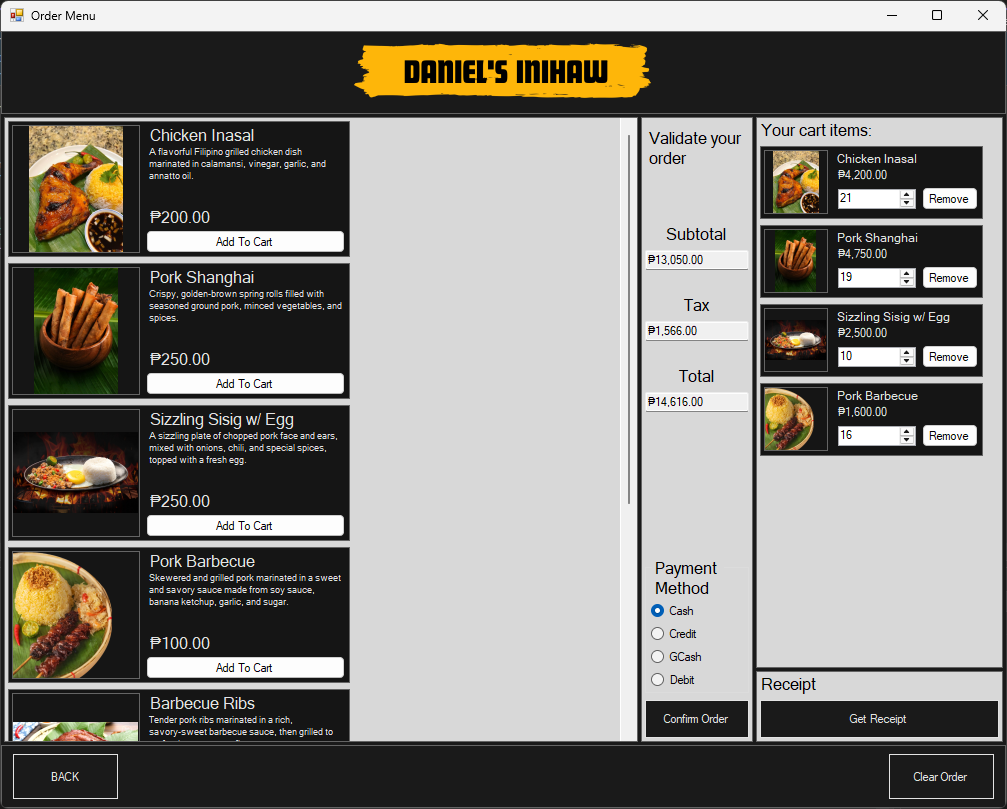 Order Menu
DANIEL'S INIHAW
Chicken Inasal
A flavorful Filipino grilled chicken dish
marinated in calamansi, vinegar, garlic, and
annatto oil.
₱200.00
Add To Cart
Pork Shanghai
Crispy, golden-brown spring rolls filled with
seasoned ground pork, minced vegetables, and
spices.
₱250.00
Add To Cart
Sizzling Sisig w/ Egg
A sizzling plate of chopped pork face and ears,
mixed with onions, chili, and special spices,
topped with a fresh egg.
₱250.00
Add To Cart
Pork Barbecue
Skewered and grilled pork marinated in a sweet
and savory sauce made from soy sauce,
banana ketchup, garlic, and sugar.
₱100.00
Add To Cart
Barbecue Ribs
Tender pork ribs marinated in a rich,
savory-sweet barbecue sauce, then grilled to
Validate your
order
Subtotal
₱13,050.00
Tax
₱1,566.00
Total
₱14,616.00
Payment
Method
Cash
Credit
GCash
Debit
Confirm Order
Your cart items:
Chicken Inasal
₱4,200.00
21
Remove
Pork Shanghai
₱4,750.00
19
Remove
Sizzling Sisig w/ Egg
₱2,500.00
10
Remove
Pork Barbecue
₱1,600.00
16
Remove
Receipt
Get Receipt
BACK
Clear Order